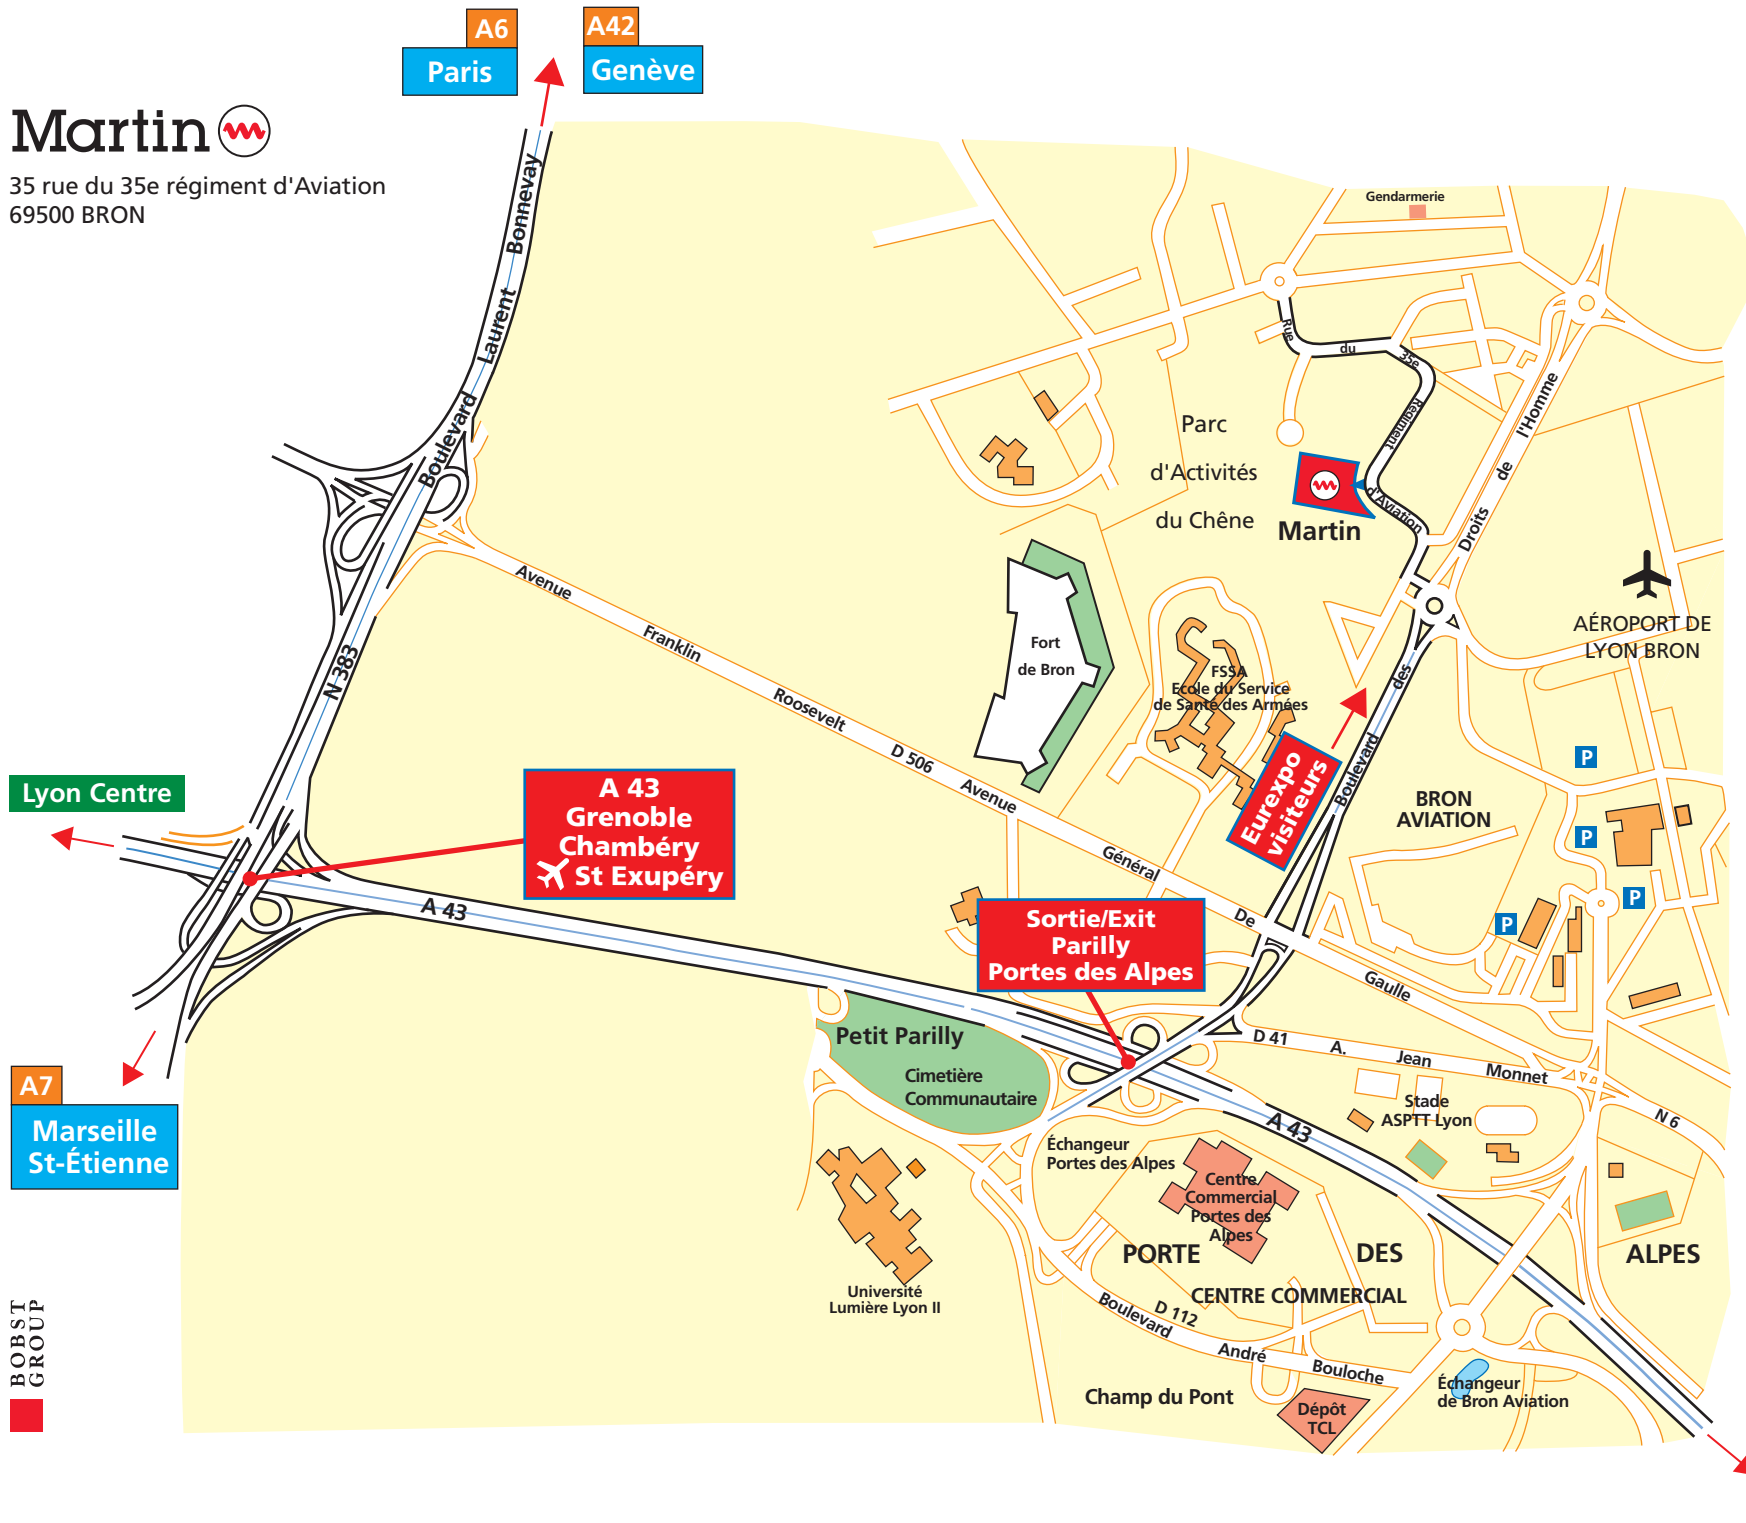 A6
Paris
A42
Genève
Martin
35 rue du 35e régiment d'Aviation
69500 BRON
Boulevard Laurent Bonnevay
N 383
Gendarmerie
Rue du 35e Régiment d'Aviation
Parc
d'Activités
du Chêne
Martin
Boulevard des Droits de l'Homme
AÉROPORT DE
LYON BRON
Fort
de Bron
FSSA
Ecole du Service
de Santé des Armées
Avenue Franklin Roosevelt D 506 Avenue Général De Gaulle
Eurexpo
visiteurs
BRON
AVIATION
P
P
P
P
Lyon Centre
A 43
Grenoble
Chambéry
St Exupéry
A 43
Sortie/Exit
Parilly
Portes des Alpes
Petit Parilly
Cimetière
Communautaire
D 41 A. Jean Monnet
N 6
Stade
ASPTT Lyon
A 43
A7
Marseille
St-Étienne
Échangeur
Portes des Alpes
Centre
Commercial
Portes des
Alpes
PORTE DES ALPES
CENTRE COMMERCIAL
Université
Lumière Lyon II
D 112
Boulevard André Bouloche
Champ du Pont
Dépôt
TCL
Échangeur
de Bron Aviation
BOBST
GROUP